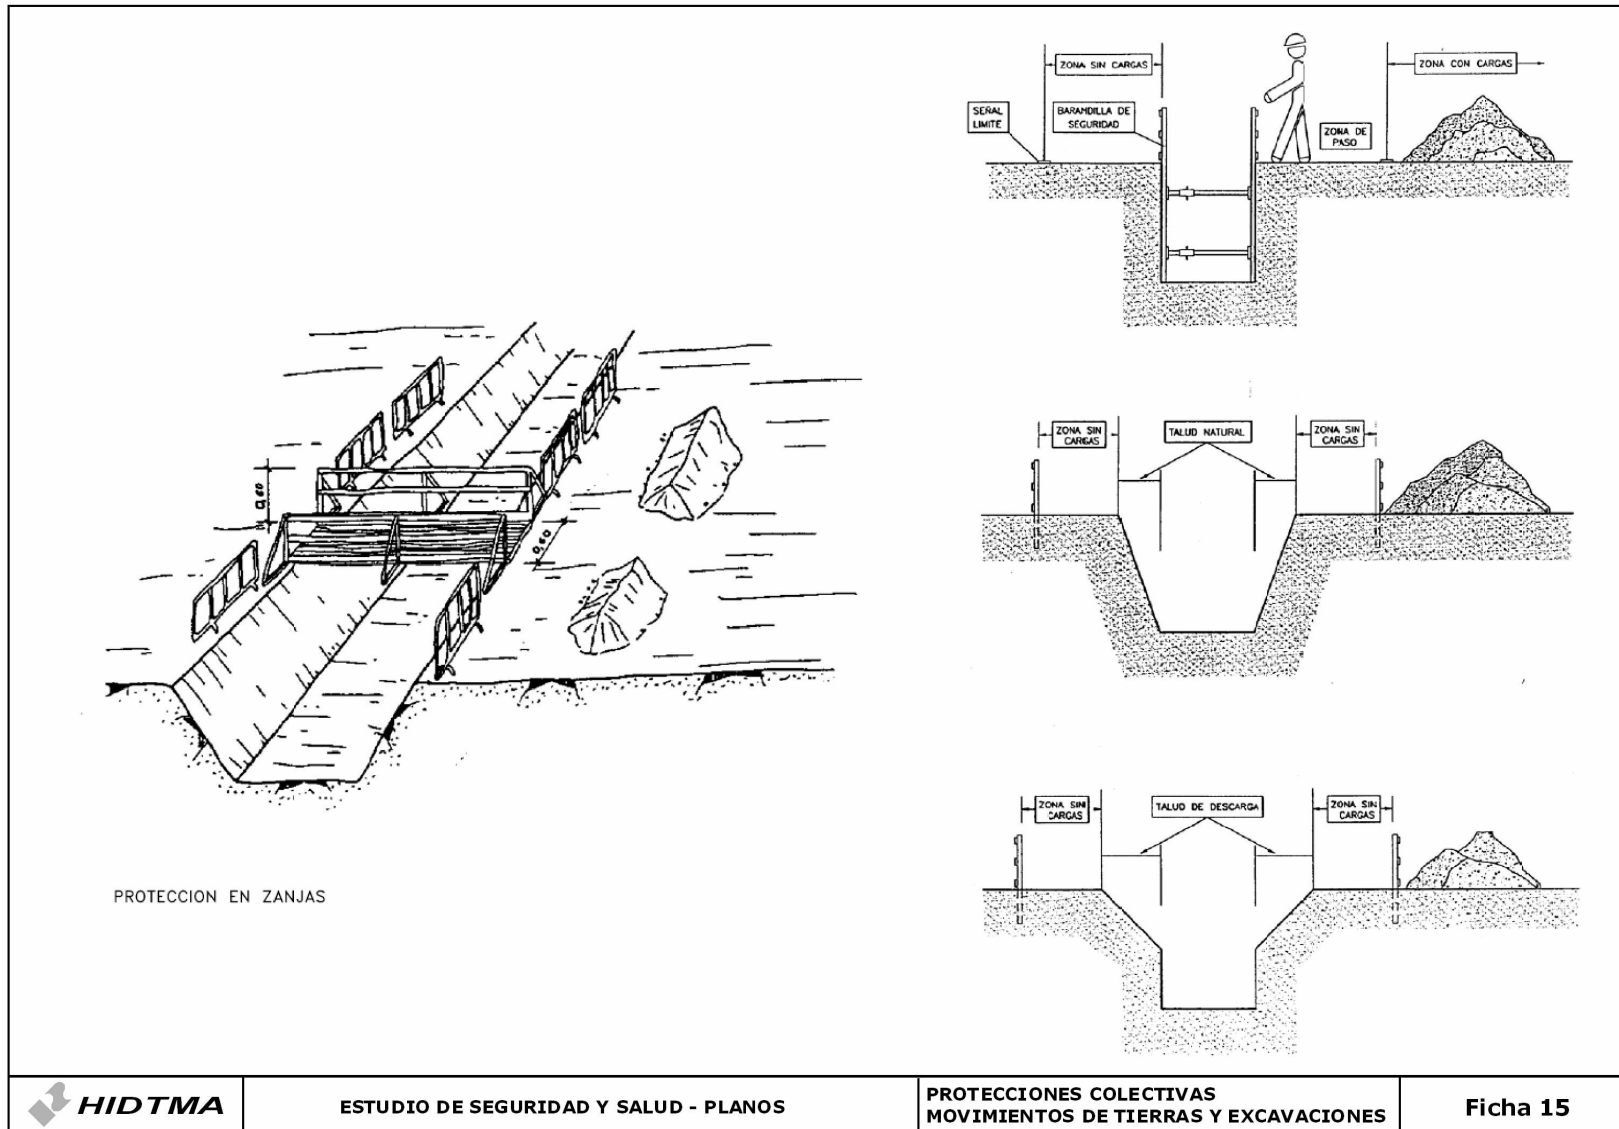 ZONA SIN CARGAS
ZONA CON CARGAS
SEÑAL
LIMITE
BARANDILLA DE
SEGURIDAD
ZONA DE
PASO
ZONA SIN
CARGAS
TALUD NATURAL
ZONA SIN
CARGAS
0,60
0,60
ZONA SIN
CARGAS
TALUD DE DESCARGA
ZONA SIN
CARGAS
PROTECCION EN ZANJAS
HIDTMA
ESTUDIO DE SEGURIDAD Y SALUD - PLANOS
PROTECCIONES COLECTIVAS
MOVIMIENTOS DE TIERRAS Y EXCAVACIONES
Ficha 15